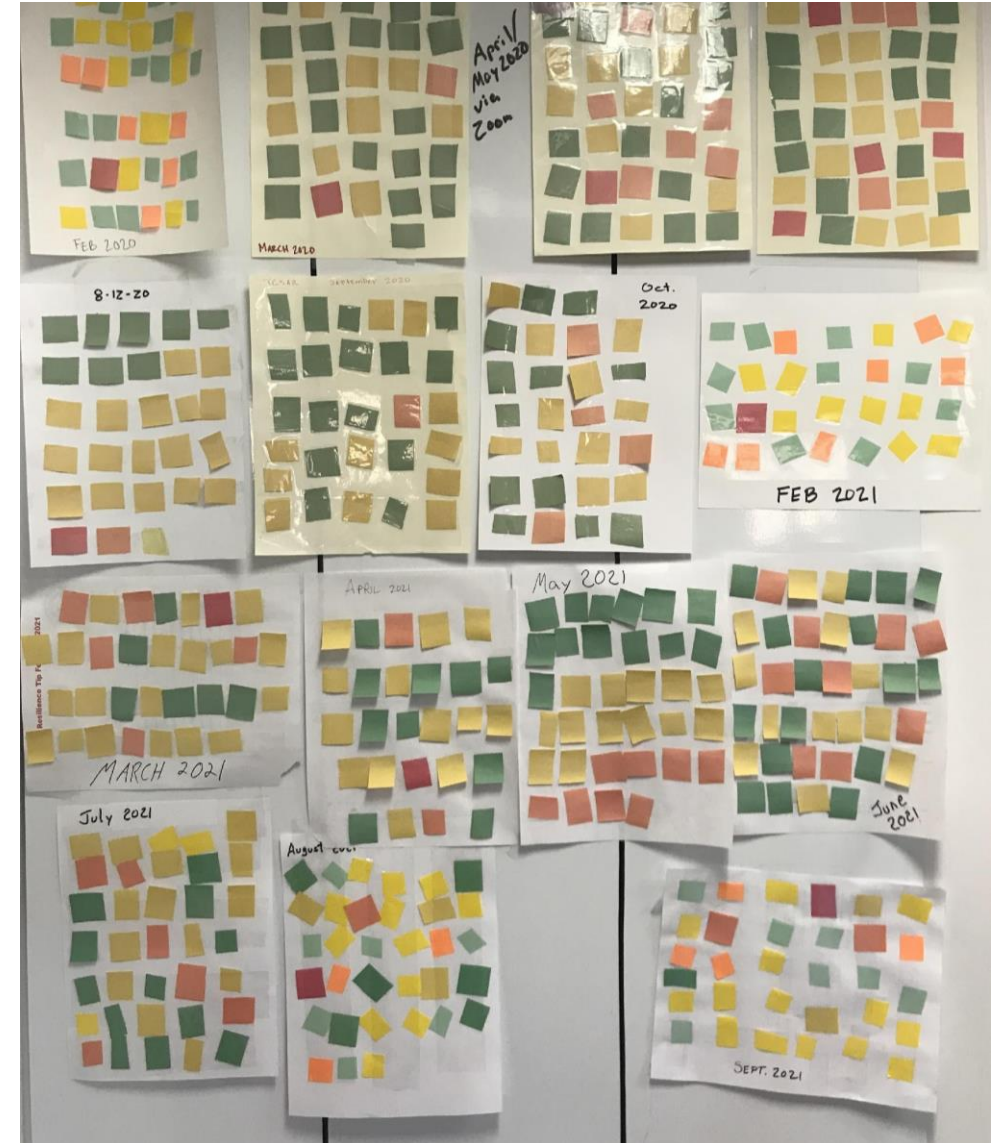 FEB 2020
MARCH 2020
April/
May 2020
via
Zoom
8-12-20
September 2020
Oct.
2020
FEB 2021
Resilience Tip
2021
MARCH 2021
APRIL 2021
May 2021
June
2021
July 2021
August
SEPT. 2021